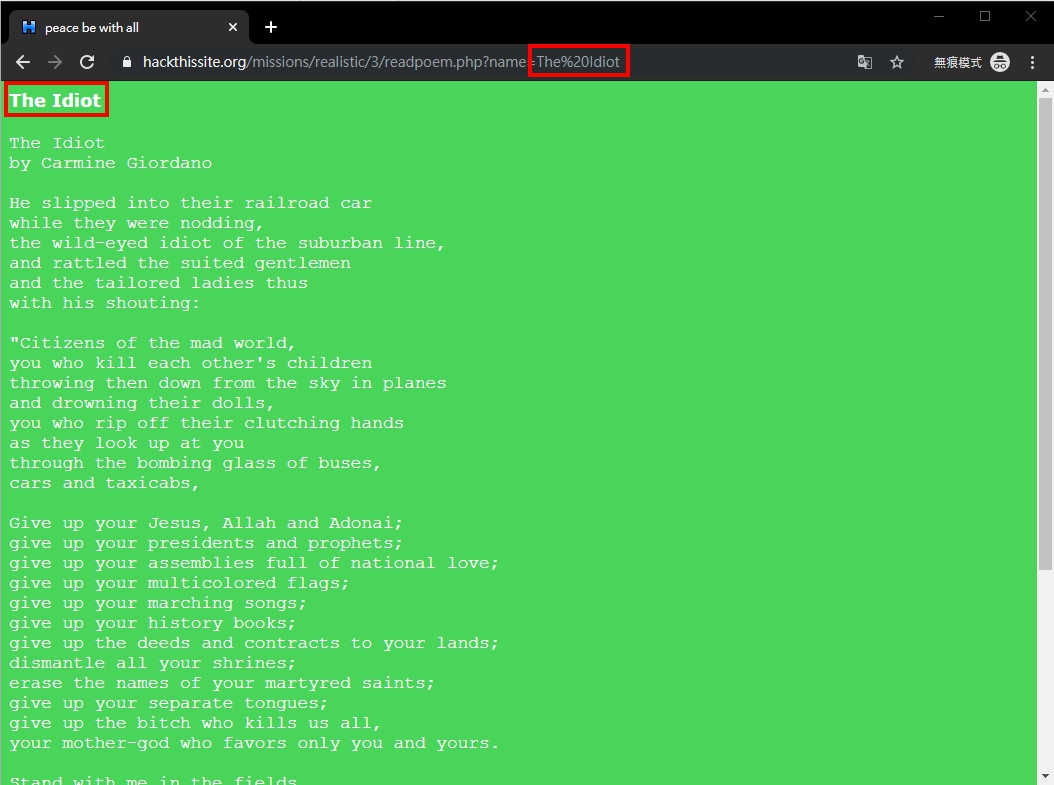 peace be with all
hackthissite.org/missions/realistic/3/readpoem.php?name=The%20Idiot
無痕模式
The Idiot
The Idiot
by Carmine Giordano
He slipped into their railroad car
while they were nodding,
the wild-eyed idiot of the suburban line,
and rattled the suited gentlemen
and the tailored ladies thus
with his shouting:
"Citizens of the mad world,
you who kill each other's children
throwing then down from the sky in planes
and drowning their dolls,
you who rip off their clutching hands
as they look up at you
through the bombing glass of buses,
cars and taxicabs,
Give up your Jesus, Allah and Adonai;
give up your presidents and prophets;
give up your assemblies full of national love;
give up your multicolored flags;
give up your marching songs;
give up your history books;
give up the deeds and contracts to your lands;
dismantle all your shrines;
erase the names of your martyred saints;
give up your separate tongues;
give up the bitch who kills us all,
your mother-god who favors only you and yours.
Stand with me in the fields